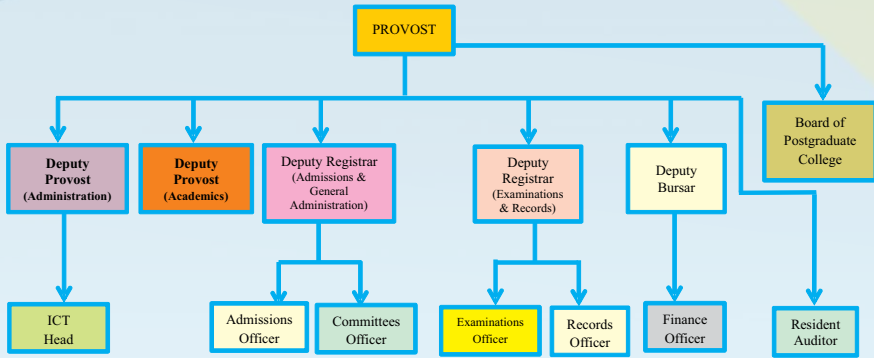 PROVOST
Board of
Postgraduate
College
Deputy
Provost
(Administration)
Deputy
Provost
(Academics)
Deputy Registrar
(Admissions &
General
Administration)
Deputy
Registrar
(Examinations
& Records)
Deputy
Bursar
ICT
Head
Admissions
Officer
Committees
Officer
Examinations
Officer
Records
Officer
Finance
Officer
Resident
Auditor